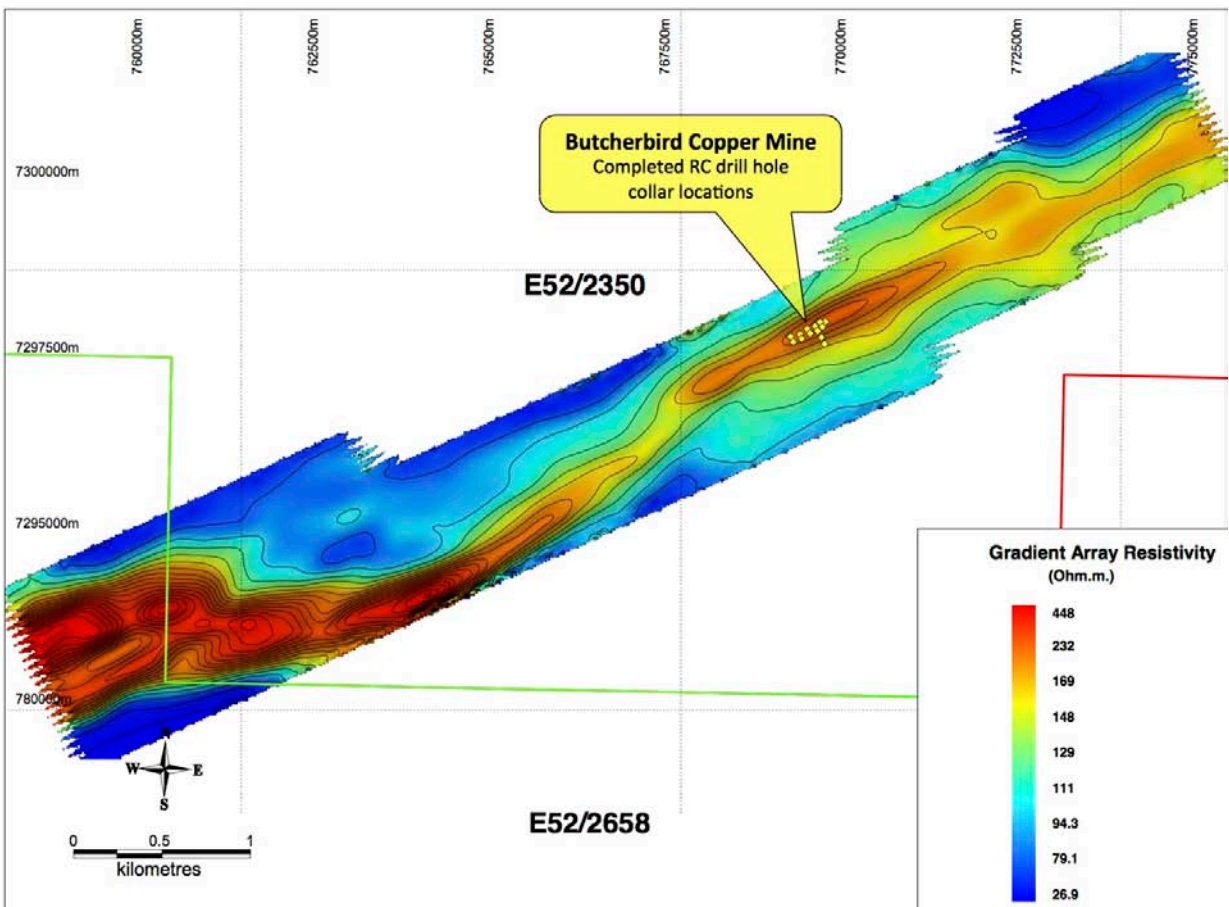 760000m
762500m
765000m
767500m
770000m
772500m
775000m
Butcherbird Copper Mine
Completed RC drill hole
collar locations
7300000m
E52/2350
7297500m
7295000m
Gradient Array Resistivity
(Ohm.m.)
448
232
169
148
129
111
94.3
79.1
26.9
780000m
N
W
E
S
0
0.5
1
kilometres
E52/2658